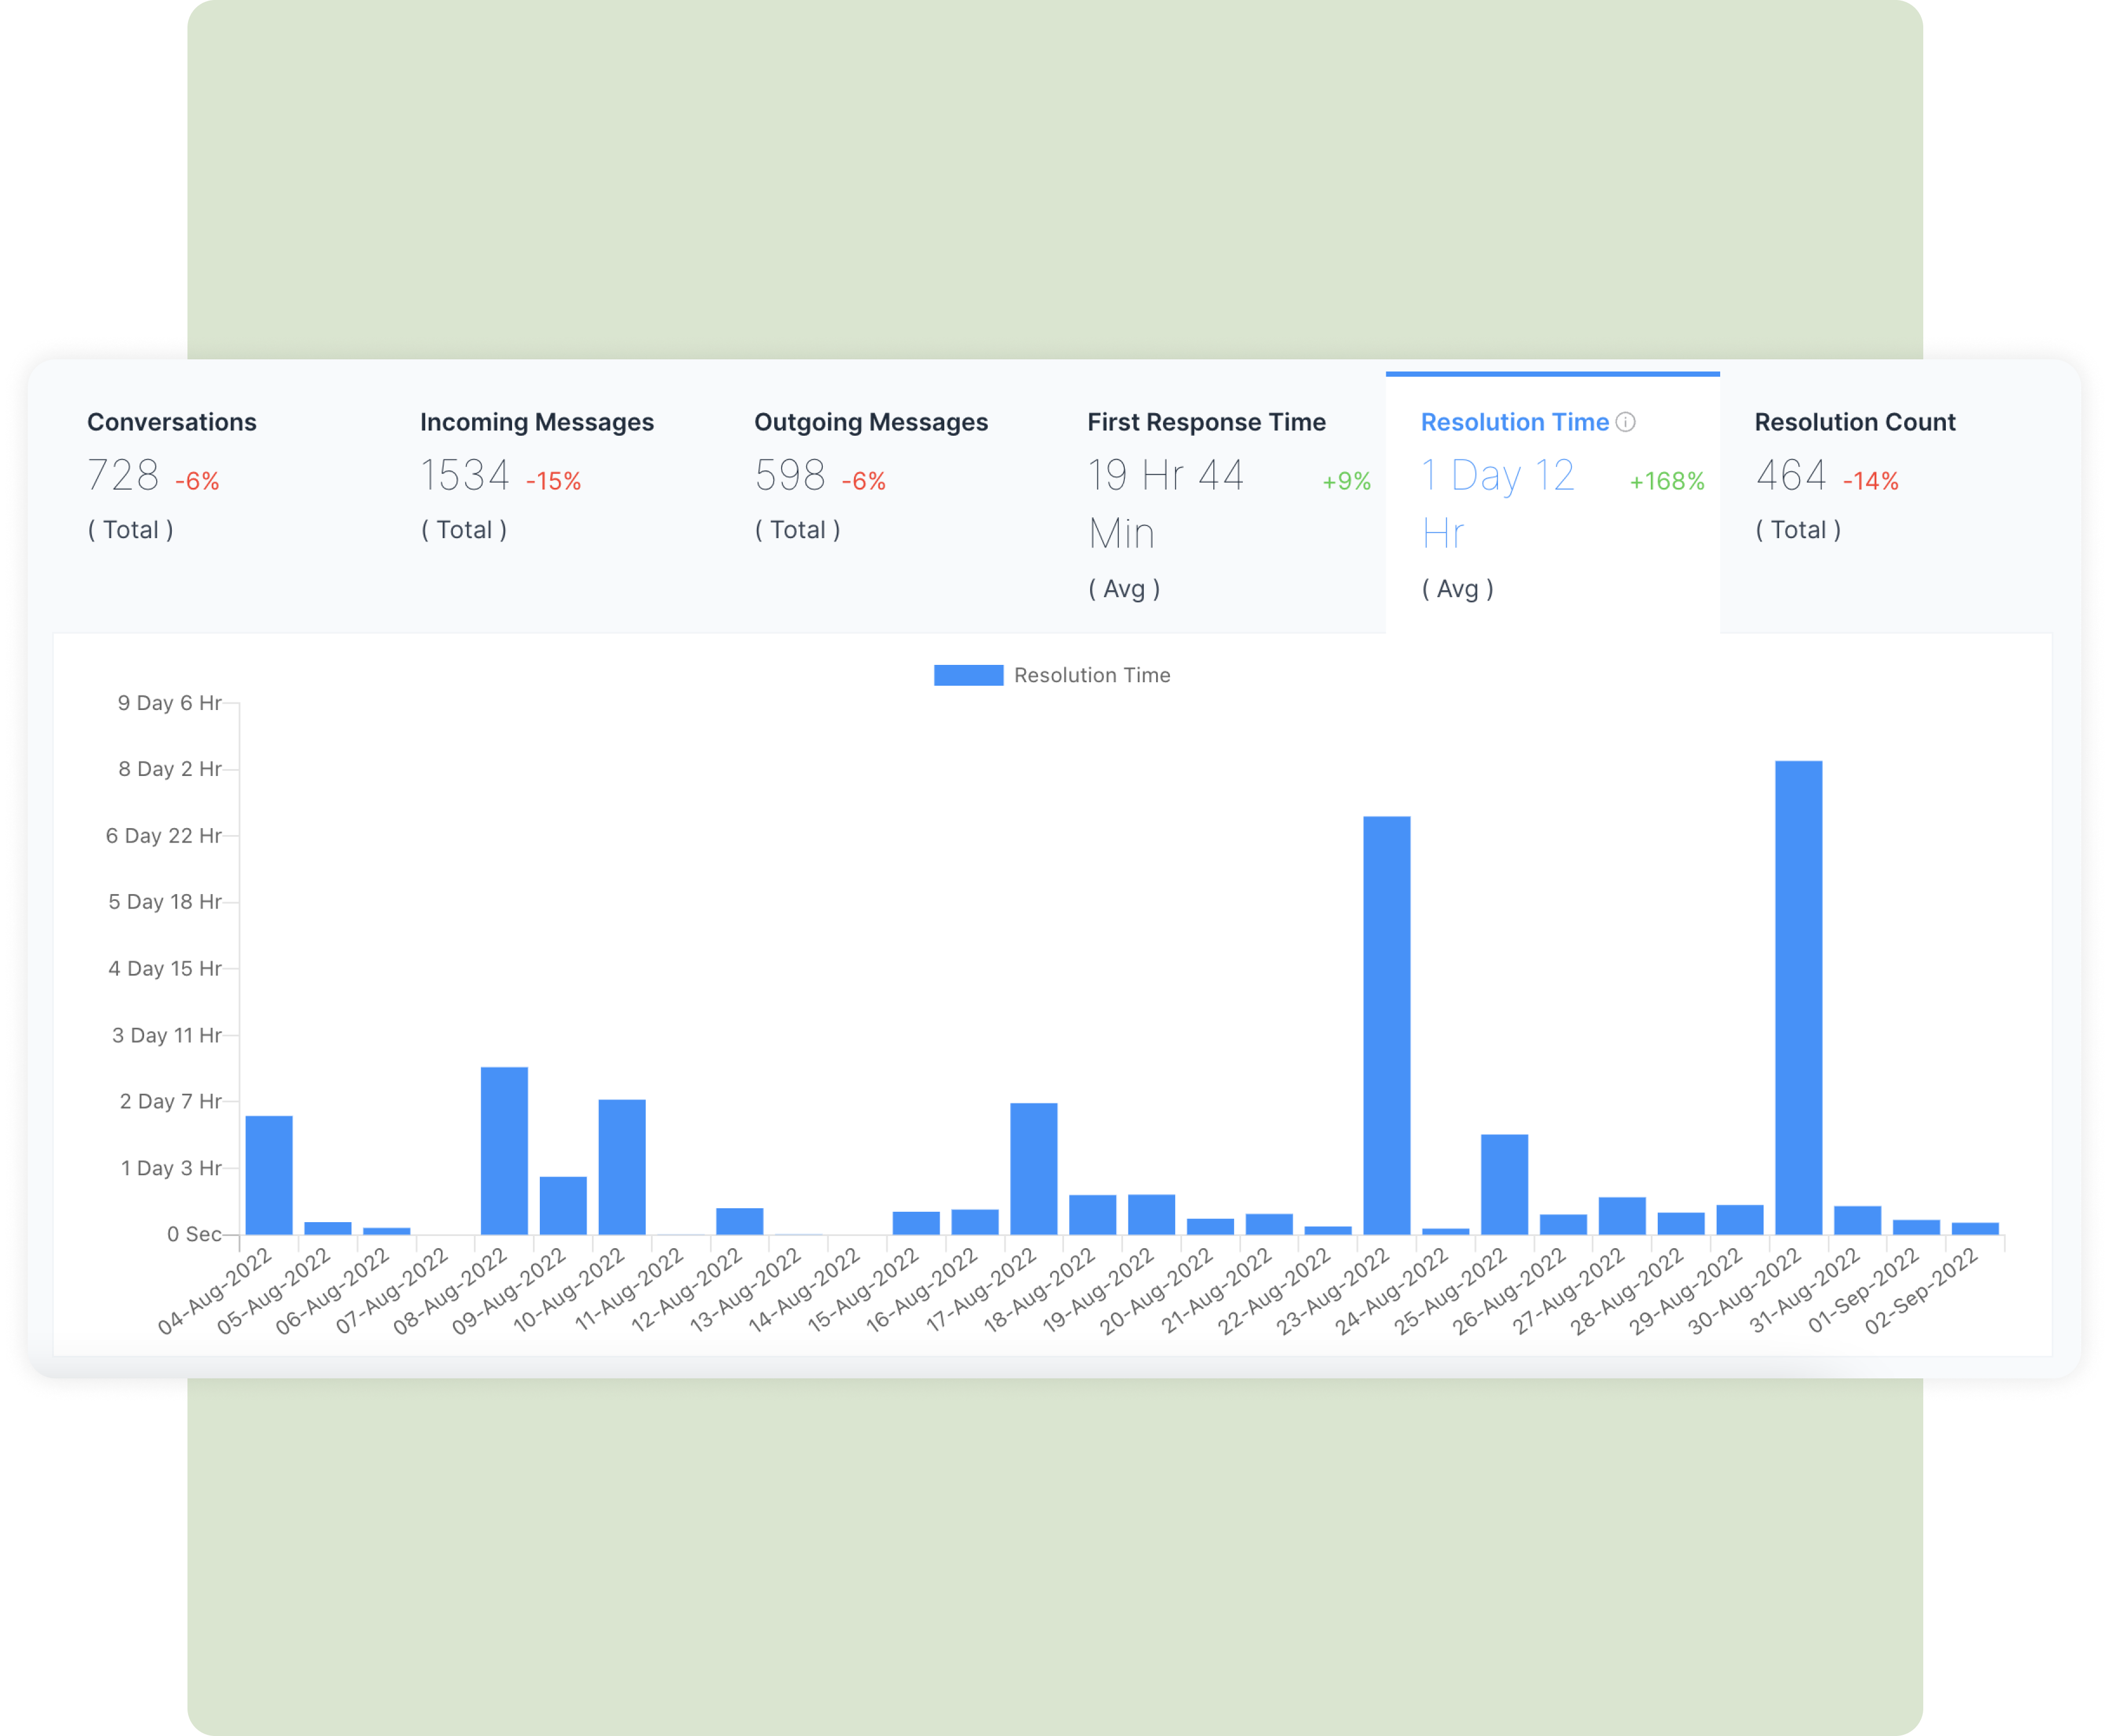 Conversations
728 -6%
( Total )
Incoming Messages
1534 -15%
( Total )
Outgoing Messages
598 -6%
( Total )
First Response Time
19 Hr 44 +9%
Min
( Avg )
Resolution Time
1 Day 12 +168%
Hr
( Avg )
Resolution Count
464 -14%
( Total )
Resolution Time
9 Day 6 Hr
8 Day 2 Hr
6 Day 22 Hr
5 Day 18 Hr
4 Day 15 Hr
3 Day 11 Hr
2 Day 7 Hr
1 Day 3 Hr
0 Sec
04-Aug-2022
05-Aug-2022
06-Aug-2022
07-Aug-2022
08-Aug-2022
09-Aug-2022
10-Aug-2022
11-Aug-2022
12-Aug-2022
13-Aug-2022
14-Aug-2022
15-Aug-2022
16-Aug-2022
17-Aug-2022
18-Aug-2022
19-Aug-2022
20-Aug-2022
21-Aug-2022
22-Aug-2022
23-Aug-2022
24-Aug-2022
25-Aug-2022
26-Aug-2022
27-Aug-2022
28-Aug-2022
29-Aug-2022
30-Aug-2022
31-Aug-2022
01-Sep-2022
02-Sep-2022